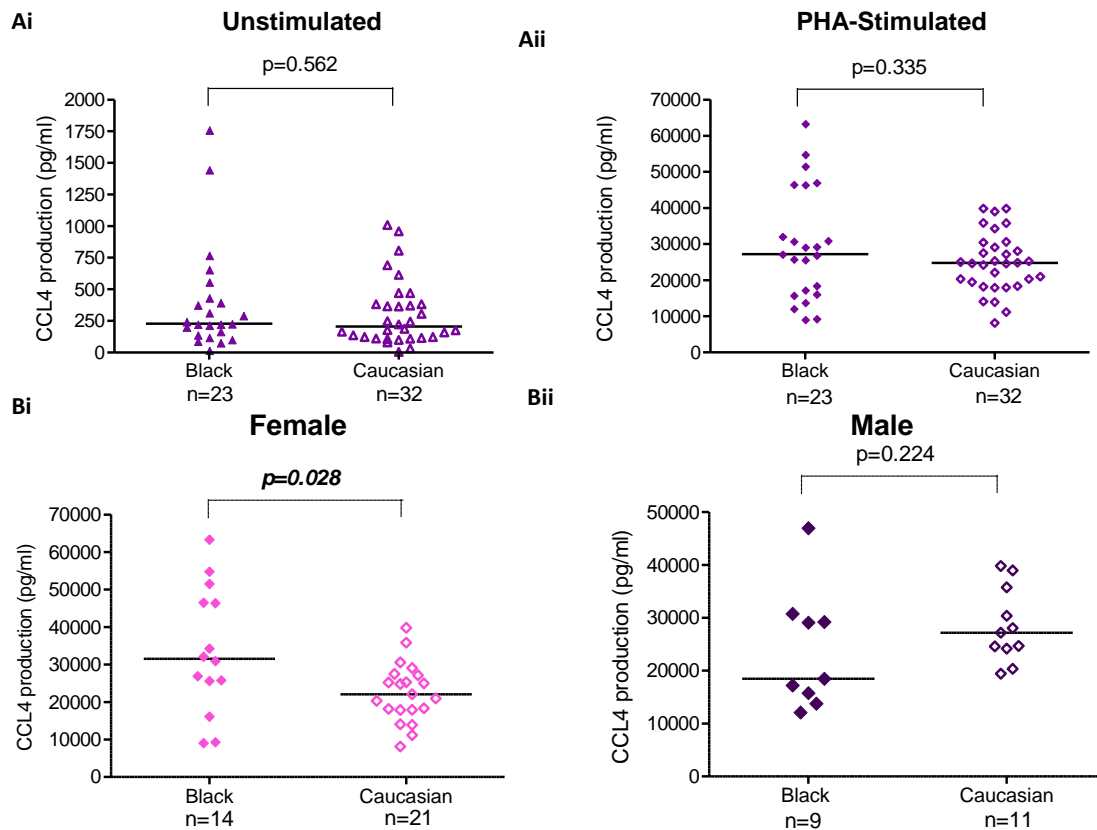 Ai
Unstimulated
p=0.562
CCL4 production (pg/ml)
2000
1750
1500
1250
1000
750
500
250
0
Black
n=23
Caucasian
n=32
Aii
PHA-Stimulated
p=0.335
CCL4 production (pg/ml)
70000
60000
50000
40000
30000
20000
10000
0
Black
n=23
Caucasian
n=32
Bi
Female
p=0.028
CCL4 production (pg/ml)
70000
60000
50000
40000
30000
20000
10000
0
Black
n=14
Caucasian
n=21
Bii
Male
p=0.224
CCL4 production (pg/ml)
50000
40000
30000
20000
10000
0
Black
n=9
Caucasian
n=11